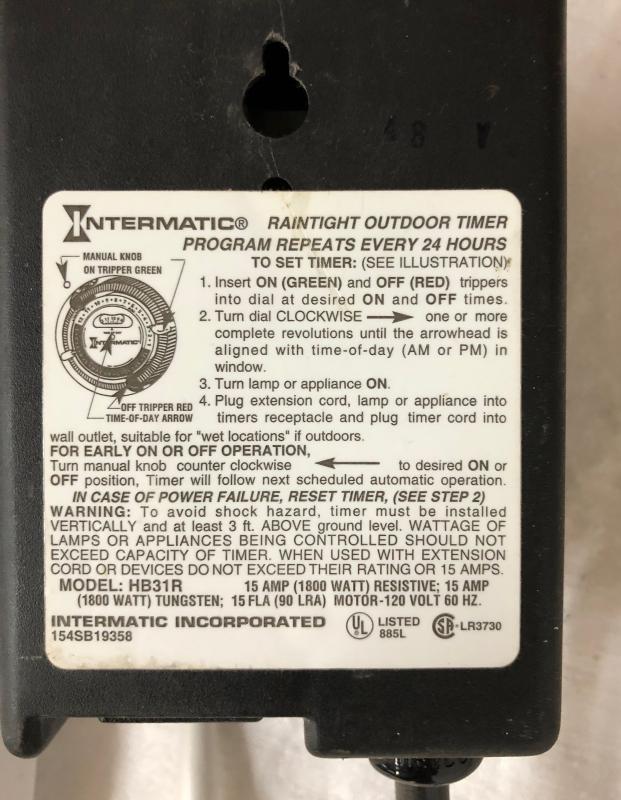 48 V
INTERMATIC® RAINTIGHT OUTDOOR TIMER
PROGRAM REPEATS EVERY 24 HOURS
TO SET TIMER: (SEE ILLUSTRATION)
MANUAL KNOB
ON TRIPPER GREEN
INTERMATIC
OFF TRIPPER RED
TIME-OF-DAY ARROW
1. Insert ON (GREEN) and OFF (RED) trippers
into dial at desired ON and OFF times.
2. Turn dial CLOCKWISE ⟶ one or more
complete revolutions until the arrowhead is
aligned with time-of-day (AM or PM) in
window.
3. Turn lamp or appliance ON.
4. Plug extension cord, lamp or appliance into
timers receptacle and plug timer cord into
wall outlet, suitable for "wet locations" if outdoors.
FOR EARLY ON OR OFF OPERATION,
Turn manual knob counter clockwise ⟵ to desired ON or
OFF position, Timer will follow next scheduled automatic operation.
IN CASE OF POWER FAILURE, RESET TIMER, (SEE STEP 2)
WARNING: To avoid shock hazard, timer must be installed
VERTICALLY and at least 3 ft. ABOVE ground level. WATTAGE OF
LAMPS OR APPLIANCES BEING CONTROLLED SHOULD NOT
EXCEED CAPACITY OF TIMER. WHEN USED WITH EXTENSION
CORD OR DEVICES DO NOT EXCEED THEIR RATING OR 15 AMPS.
MODEL: HB31R 15 AMP (1800 WATT) RESISTIVE; 15 AMP
(1800 WATT) TUNGSTEN; 15 FLA (90 LRA) MOTOR-120 VOLT 60 HZ.
INTERMATIC INCORPORATED
154SB19358
UL LISTED
885L
SA -LR3730